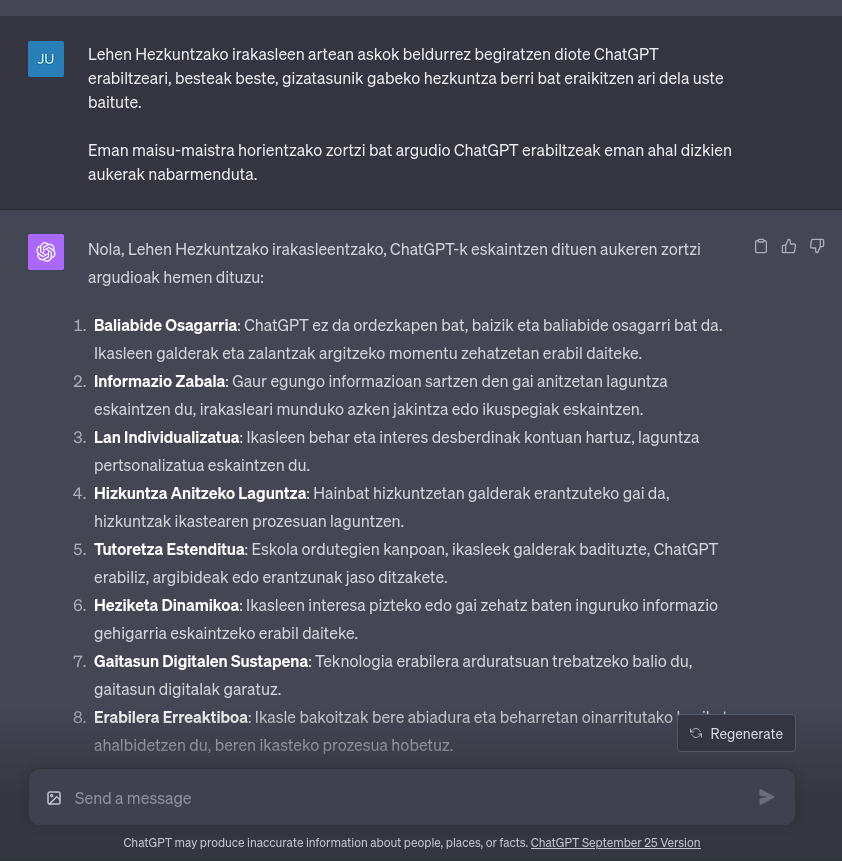 JU
Lehen Hezkuntzako irakasleen artean askok beldurrez begiratzen diote ChatGPT
erabiltzeari, besteak beste, gizatasunik gabeko hezkuntza berri bat eraikitzen ari dela uste
baitute.
Eman maisu-maistra horientzako zortzi bat argudio ChatGPT erabiltzeak eman ahal dizkien
aukerak nabarmenduta.
Nola, Lehen Hezkuntzako irakasleentzako, ChatGPT-k eskaintzen dituen aukeren zortzi
argudioak hemen dituzu:
1. Baliabide Osagarria: ChatGPT ez da ordezkapen bat, baizik eta baliabide osagarri bat da.
Ikasleen galderak eta zalantzak argitzeko momentu zehatzetan erabil daiteke.
2. Informazio Zabala: Gaur egungo informazioan sartzen den gai anitzetan laguntza
eskaintzen du, irakasleari munduko azken jakintza edo ikuspegiak eskaintzen.
3. Lan Individualizatua: Ikasleen behar eta interes desberdinak kontuan hartuz, laguntza
pertsonalizatua eskaintzen du.
4. Hizkuntza Anitzeko Laguntza: Hainbat hizkuntzetan galderak erantzuteko gai da,
hizkuntzak ikastearen prozesuan laguntzen.
5. Tutoretza Estenditua: Eskola ordutegien kanpoan, ikasleek galderak badituzte, ChatGPT
erabiliz, argibideak edo erantzunak jaso ditzakete.
6. Heziketa Dinamikoa: Ikasleen interesa pizteko edo gai zehatz baten inguruko informazio
gehigarria eskaintzeko erabil daiteke.
7. Gaitasun Digitalen Sustapena: Teknologia erabilera arduratsuan trebatzeko balio du,
gaitasun digitalak garatuz.
8. Erabilera Erreaktiboa: Ikasle bakoitzak bere abiadura eta beharretan oinarritutako
ahalbidetzen du, beren ikasteko prozesua hobetuz.
Regenerate
Send a message
ChatGPT may produce inaccurate information about people, places, or facts. ChatGPT September 25 Version